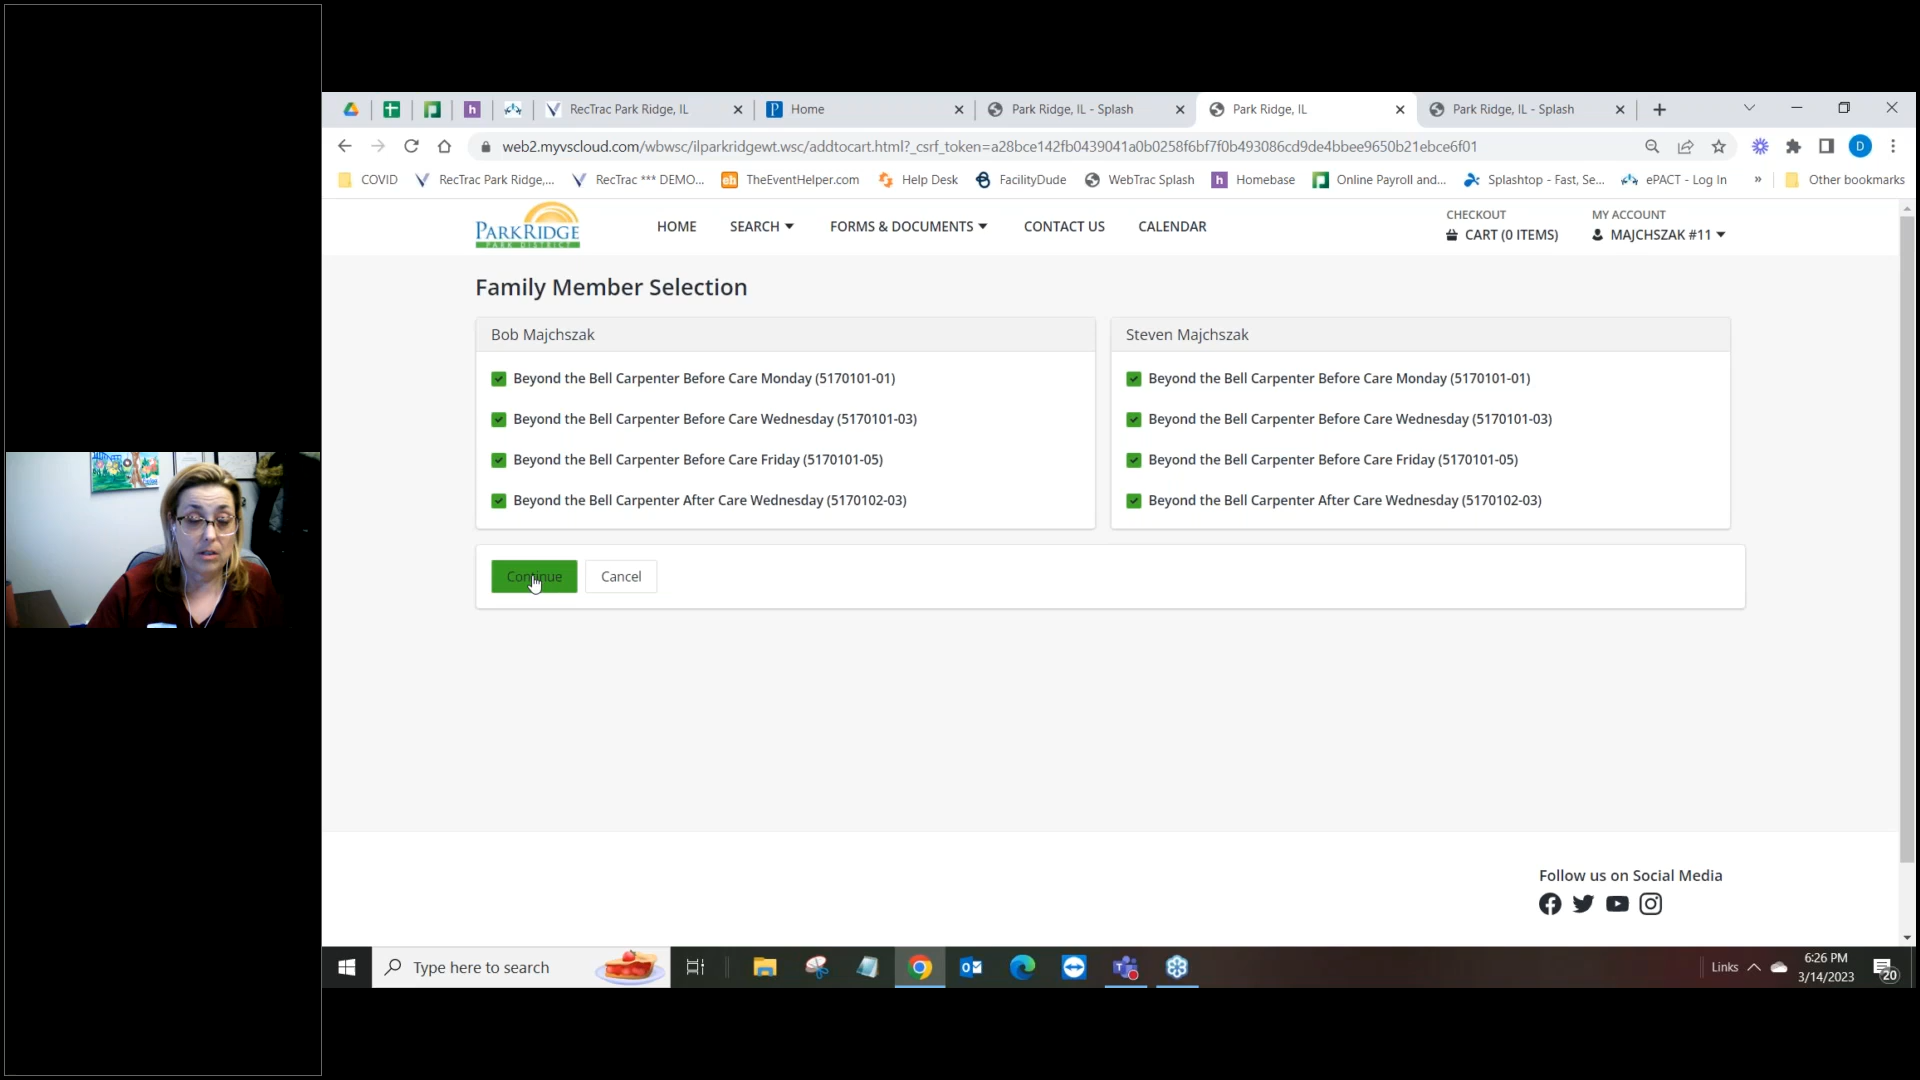 RecTrac Park Ridge, IL
Home
Park Ridge, IL - Splash
Park Ridge, IL
Park Ridge, IL - Splash
web2.myvscloud.com/wbwsc/ilparkridgewt.wsc/addtocart.html?_csrf_token=a28bce142fb0439041a0b0258f6bf7f0b493086cd9de4bbee9650b21ebce6f01
D
COVID
RecTrac Park Ridge,...
RecTrac *** DEMO...
TheEventHelper.com
Help Desk
FacilityDude
WebTrac Splash
Homebase
Online Payroll and...
Splashtop - Fast, Se...
ePACT - Log In
»
Other bookmarks
PARKRIDGE
PARK DISTRICT
HOME
SEARCH
FORMS & DOCUMENTS
CONTACT US
CALENDAR
CHECKOUT
CART (0 ITEMS)
MY ACCOUNT
MAJCHSZAK #11
Family Member Selection
Bob Majchszak
Beyond the Bell Carpenter Before Care Monday (5170101-01)
Beyond the Bell Carpenter Before Care Wednesday (5170101-03)
Beyond the Bell Carpenter Before Care Friday (5170101-05)
Beyond the Bell Carpenter After Care Wednesday (5170102-03)
Steven Majchszak
Beyond the Bell Carpenter Before Care Monday (5170101-01)
Beyond the Bell Carpenter Before Care Wednesday (5170101-03)
Beyond the Bell Carpenter Before Care Friday (5170101-05)
Beyond the Bell Carpenter After Care Wednesday (5170102-03)
Continue
Cancel
Follow us on Social Media
Type here to search
Links
6:26 PM
3/14/2023
20